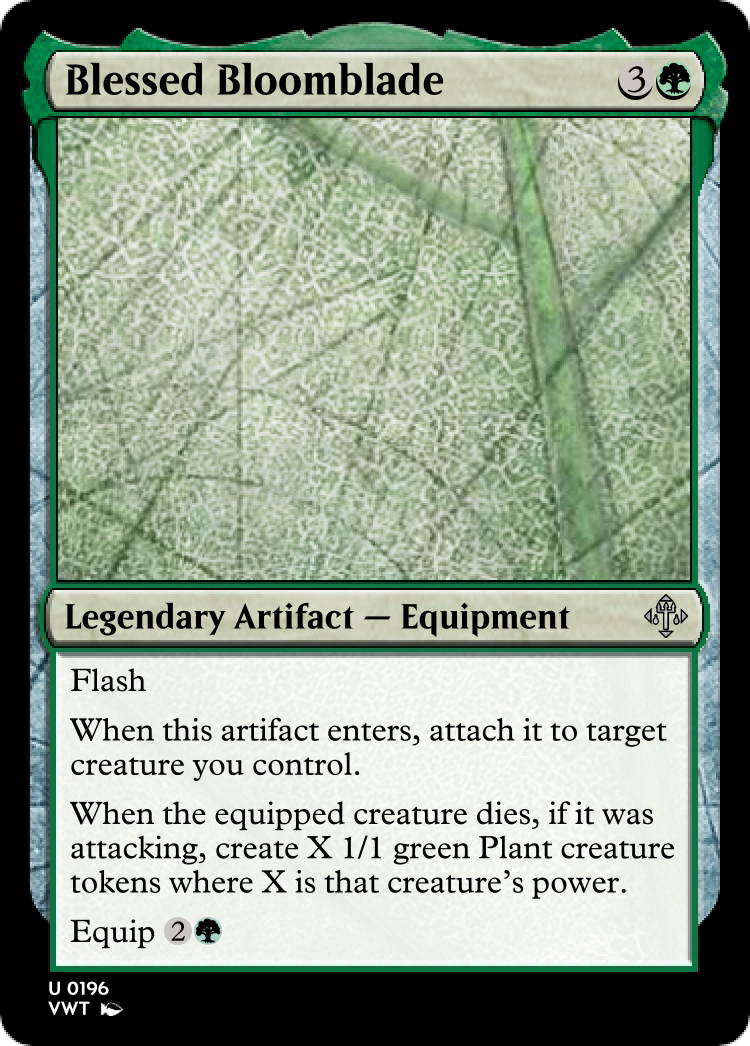 Blessed Bloomblade 3
Legendary Artifact — Equipment
Flash
When this artifact enters, attach it to target
creature you control.
When the equipped creature dies, if it was
attacking, create X 1/1 green Plant creature
tokens where X is that creature’s power.
Equip 2
U 0196
VWT